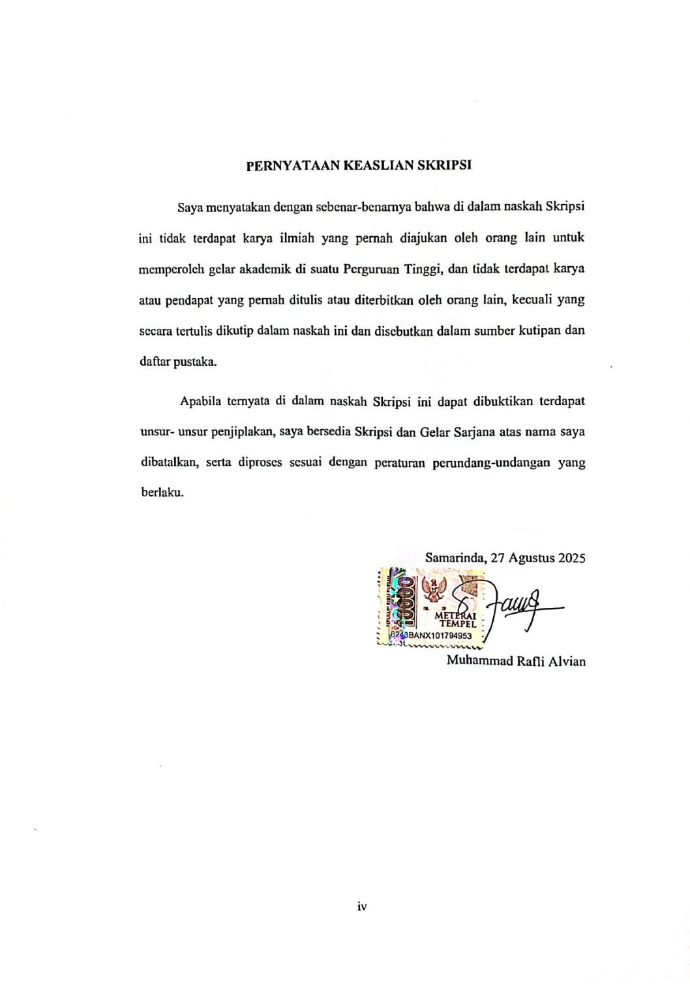 PERNYATAAN KEASLIAN SKRIPSI
Saya menyatakan dengan sebenar-benarnya bahwa di dalam naskah Skripsi
ini tidak terdapat karya ilmiah yang pernah diajukan oleh orang lain untuk
memperoleh gelar akademik di suatu Perguruan Tinggi, dan tidak terdapat karya
atau pendapat yang pernah ditulis atau diterbitkan oleh orang lain, kecuali yang
secara tertulis dikutip dalam naskah ini dan disebutkan dalam sumber kutipan dan
daftar pustaka.
Apabila ternyata di dalam naskah Skripsi ini dapat dibuktikan terdapat
unsur- unsur penjiplakan, saya bersedia Skripsi dan Gelar Sarjana atas nama saya
dibatalkan, serta diproses sesuai dengan peraturan perundang-undangan yang
berlaku.
Samarinda, 27 Agustus 2025
10000
METERAI
TEMPEL
8243BANX101794953
Muhammad Rafli Alvian
iv